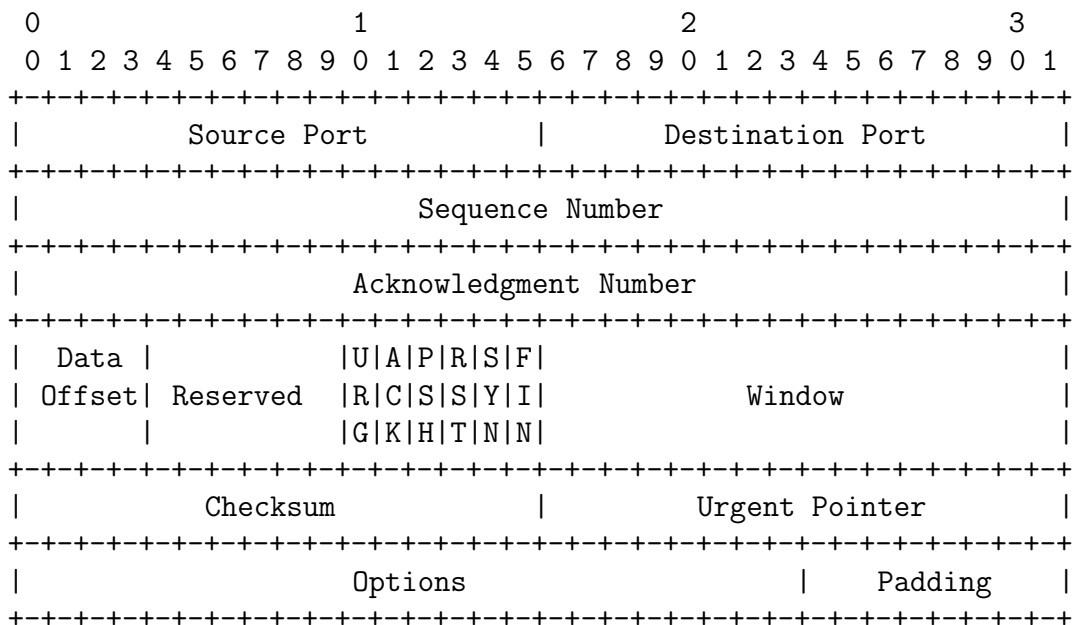 0                   1                   2                   3
0 1 2 3 4 5 6 7 8 9 0 1 2 3 4 5 6 7 8 9 0 1 2 3 4 5 6 7 8 9 0 1
+-+-+-+-+-+-+-+-+-+-+-+-+-+-+-+-+-+-+-+-+-+-+-+-+-+-+-+-+-+-+-+-+
|          Source Port          |       Destination Port        |
+-+-+-+-+-+-+-+-+-+-+-+-+-+-+-+-+-+-+-+-+-+-+-+-+-+-+-+-+-+-+-+-+
|                        Sequence Number                        |
+-+-+-+-+-+-+-+-+-+-+-+-+-+-+-+-+-+-+-+-+-+-+-+-+-+-+-+-+-+-+-+-+
|                    Acknowledgment Number                      |
+-+-+-+-+-+-+-+-+-+-+-+-+-+-+-+-+-+-+-+-+-+-+-+-+-+-+-+-+-+-+-+-+
|  Data |           |U|A|P|R|S|F|                               |
| Offset| Reserved  |R|C|S|S|Y|I|            Window             |
|       |           |G|K|H|T|N|N|                               |
+-+-+-+-+-+-+-+-+-+-+-+-+-+-+-+-+-+-+-+-+-+-+-+-+-+-+-+-+-+-+-+-+
|           Checksum            |         Urgent Pointer        |
+-+-+-+-+-+-+-+-+-+-+-+-+-+-+-+-+-+-+-+-+-+-+-+-+-+-+-+-+-+-+-+-+
|                    Options                    |    Padding    |
+-+-+-+-+-+-+-+-+-+-+-+-+-+-+-+-+-+-+-+-+-+-+-+-+-+-+-+-+-+-+-+-+